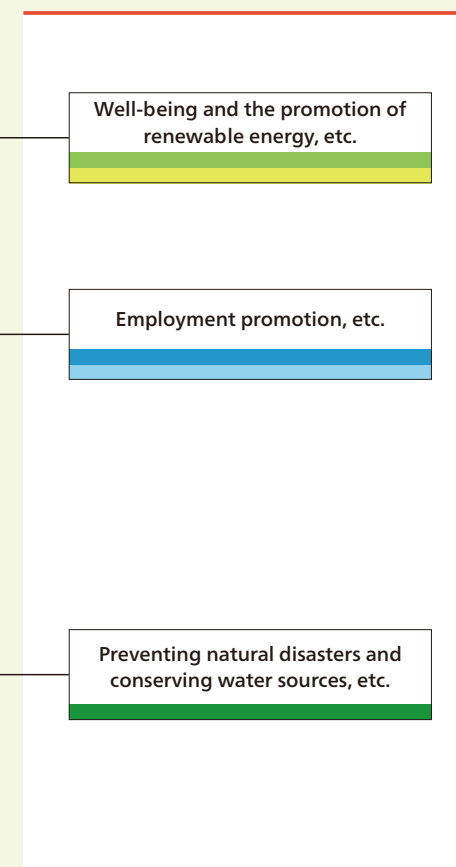 Well-being and the promotion of
renewable energy, etc.
Employment promotion, etc.
Preventing natural disasters and
conserving water sources, etc.